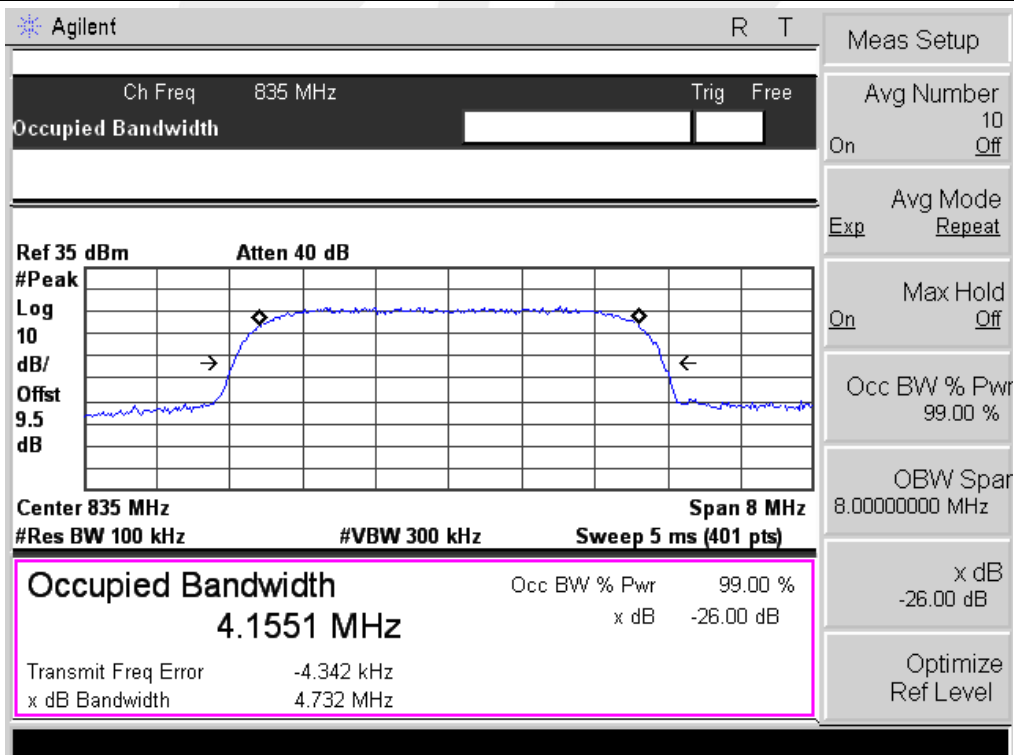 Agilent
R T
Ch Freq 835 MHz Trig Free
Occupied Bandwidth
Ref 35 dBm Atten 40 dB
#Peak
Log
10
dB/
Offst
9.5
dB
Center 835 MHz Span 8 MHz
#Res BW 100 kHz #VBW 300 kHz Sweep 5 ms (401 pts)
Occupied Bandwidth
4.1551 MHz
Occ BW % Pwr 99.00 %
x dB -26.00 dB
Transmit Freq Error -4.342 kHz
x dB Bandwidth 4.732 MHz
Meas Setup
Avg Number
10
On Off
Avg Mode
Exp Repeat
Max Hold
On Off
Occ BW % Pwr
99.00 %
OBW Spar
8.00000000 MHz
x dB
-26.00 dB
Optimize
Ref Level